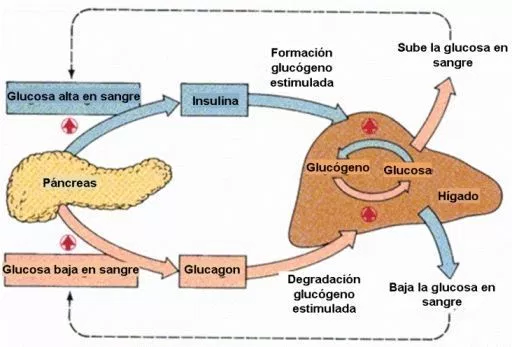 Formación
glucógeno
estimulada
Sube la glucosa en
sangre
Glucosa alta en sangre
Insulina
Glucógeno
Glucosa
Páncreas
Hígado
Glucosa baja en sangre
Glucagon
Degradación
glucógeno
estimulada
Baja la glucosa en
sangre